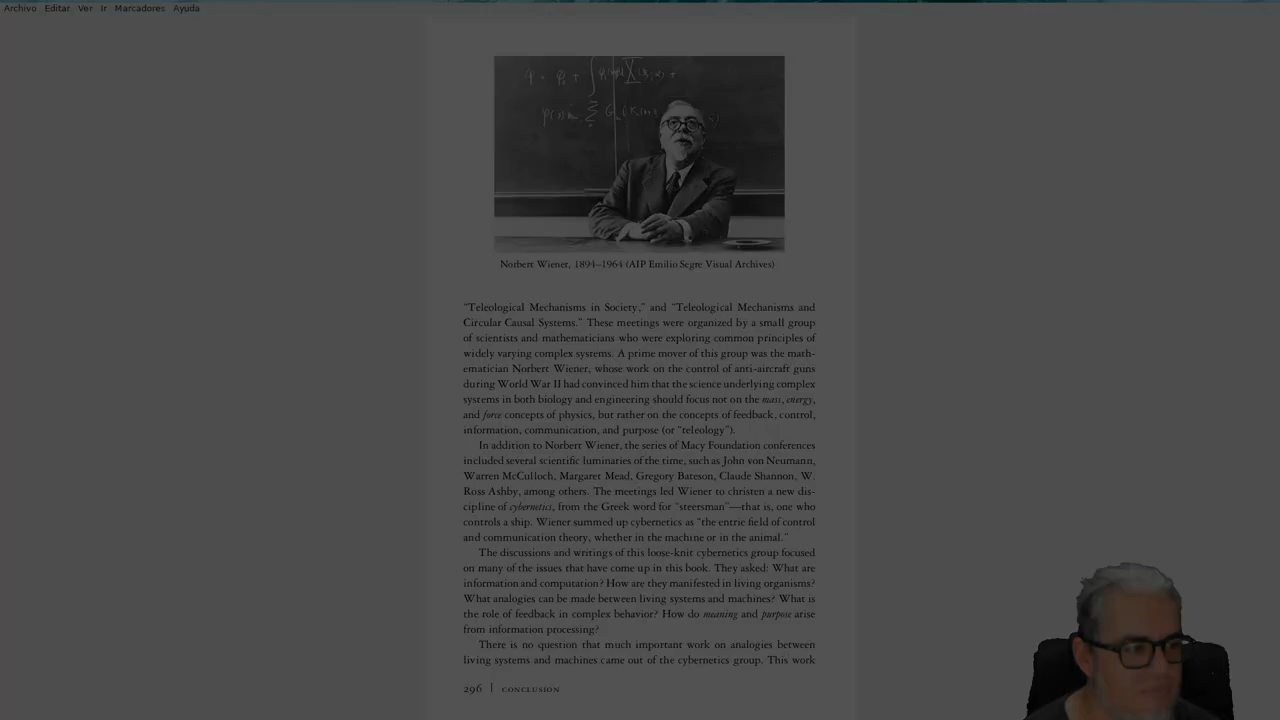 Archivo Editar Ver Ir Marcadores Ayuda
Norbert Wiener, 1894–1964 (AIP Emilio Segre Visual Archives)
“Teleological Mechanisms in Society,” and “Teleological Mechanisms and
Circular Causal Systems.” These meetings were organized by a small group
of scientists and mathematicians who were exploring common principles of
widely varying complex systems. A prime mover of this group was the math-
ematician Norbert Wiener, whose work on the control of anti-aircraft guns
during World War II had convinced him that the science underlying complex
systems in both biology and engineering should focus not on the mass, energy,
and force concepts of physics, but rather on the concepts of feedback, control,
information, communication, and purpose (or “teleology”).
In addition to Norbert Wiener, the series of Macy Foundation conferences
included several scientific luminaries of the time, such as John von Neumann,
Warren McCulloch, Margaret Mead, Gregory Bateson, Claude Shannon, W.
Ross Ashby, among others. The meetings led Wiener to christen a new dis-
cipline of cybernetics, from the Greek word for “steersman”—that is, one who
controls a ship. Wiener summed up cybernetics as “the entrie field of control
and communication theory, whether in the machine or in the animal.”
The discussions and writings of this loose-knit cybernetics group focused
on many of the issues that have come up in this book. They asked: What are
information and computation? How are they manifested in living organisms?
What analogies can be made between living systems and machines? What is
the role of feedback in complex behavior? How do meaning and purpose arise
from information processing?
There is no question that much important work on analogies between
living systems and machines came out of the cybernetics group. This work
296 | CONCLUSION